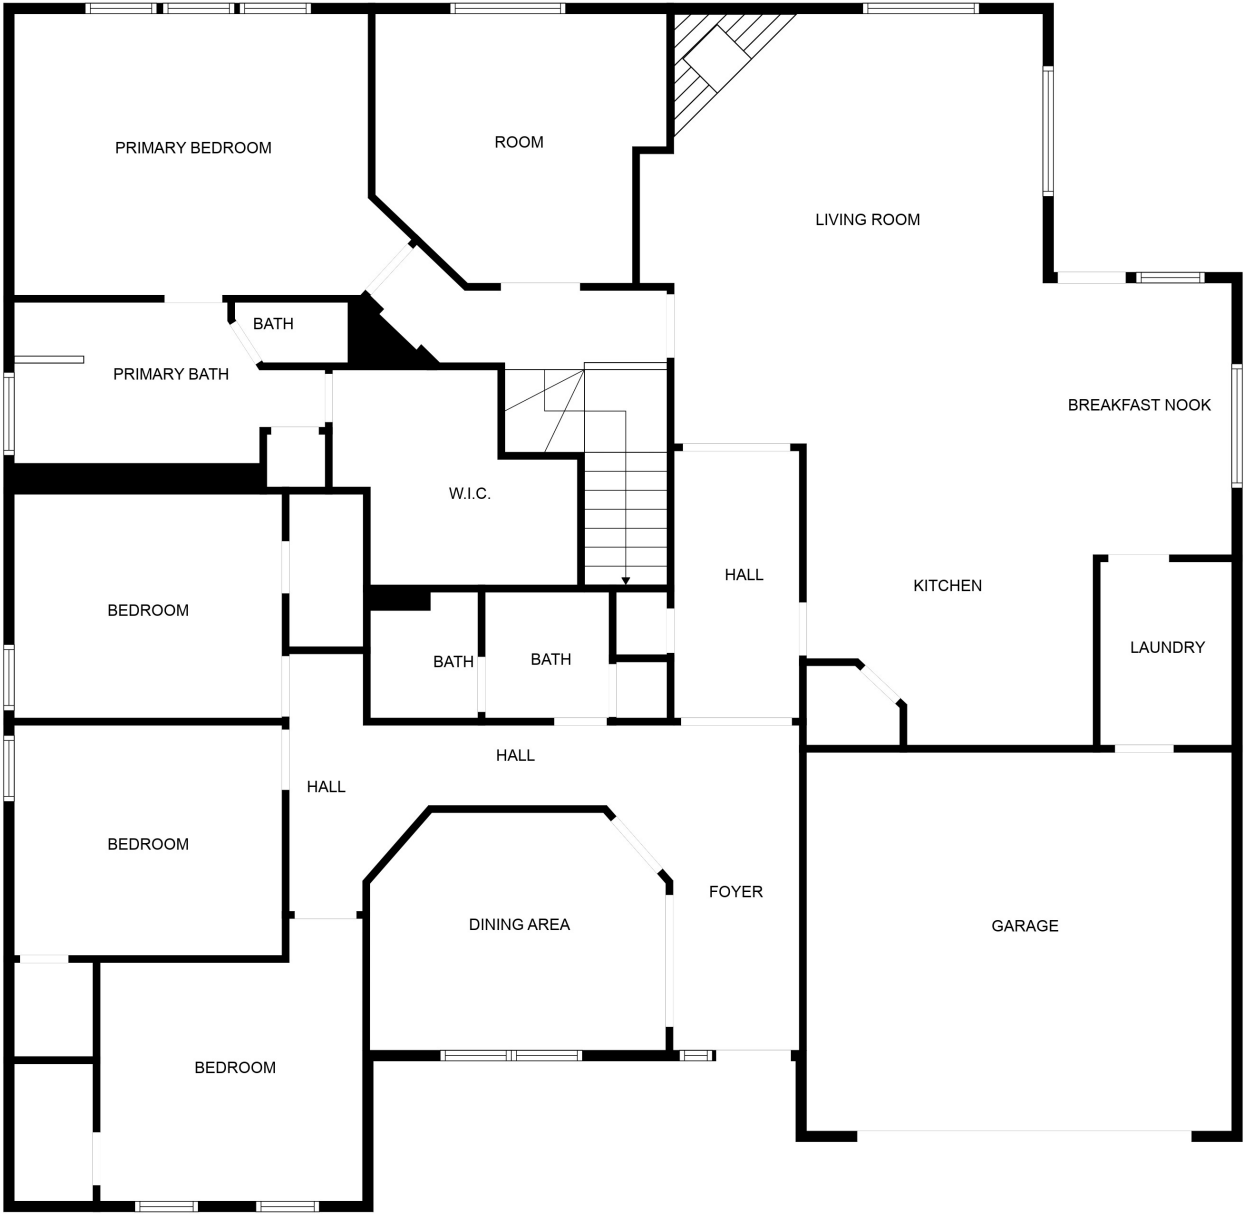 PRIMARY BEDROOM
ROOM
LIVING ROOM
BATH
PRIMARY BATH
BREAKFAST NOOK
W.I.C.
HALL
KITCHEN
BEDROOM
LAUNDRY
BATH
BATH
HALL
HALL
BEDROOM
FOYER
DINING AREA
GARAGE
BEDROOM